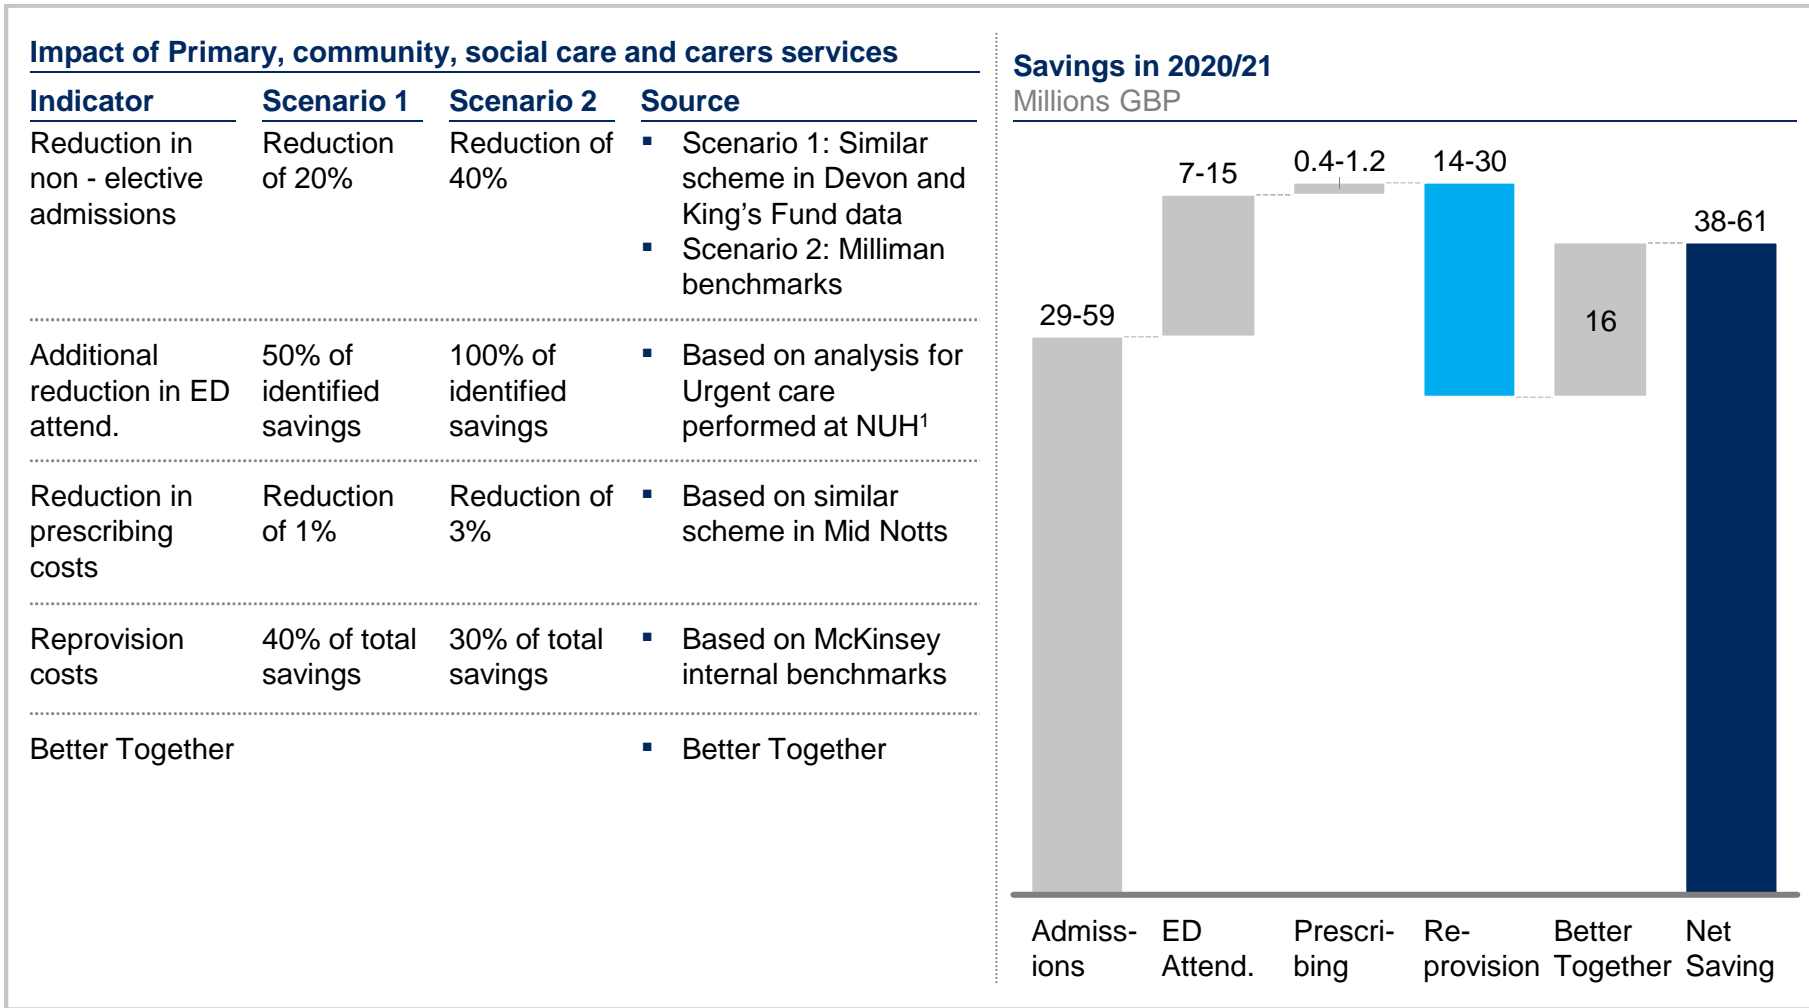 Impact of Primary, community, social care and carers services
Indicator Scenario 1 Scenario 2 Source
Reduction in
non - elective
admissions
Reduction
of 20%
Reduction of
40%
▪ Scenario 1: Similar
scheme in Devon and
King’s Fund data
▪ Scenario 2: Milliman
benchmarks
Additional
reduction in ED
attend.
50% of
identified
savings
100% of
identified
savings
▪ Based on analysis for
Urgent care
performed at NUH¹
Reduction in
prescribing
costs
Reduction
of 1%
Reduction of
3%
▪ Based on similar
scheme in Mid Notts
Reprovision
costs
40% of total
savings
30% of total
savings
▪ Based on McKinsey
internal benchmarks
Better Together
▪ Better Together
Savings in 2020/21
Millions GBP
29-59
7-15
0.4-1.2
14-30
16
38-61
Admiss-
ions
ED
Attend.
Prescri-
bing
Re-
provision
Better
Together
Net
Saving